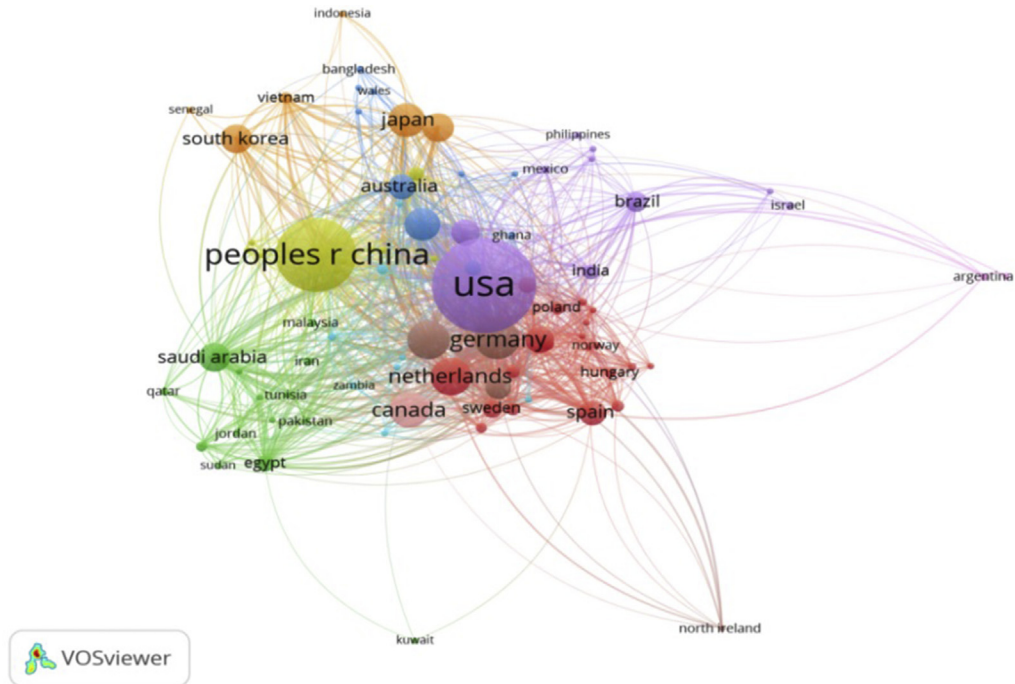 indonesia
bangladesh
wales
vietnam
senegal
japan
south korea
philippines
mexico
australia
brazil
israel
ghana
peoples r china
usa
india
argentina
poland
malaysia
germany
norway
saudi arabia
iran
hungary
netherlands
zambia
qatar
tunisia
canada
sweden
spain
pakistan
jordan
egypt
sudan
north ireland
kuwait
VOSviewer